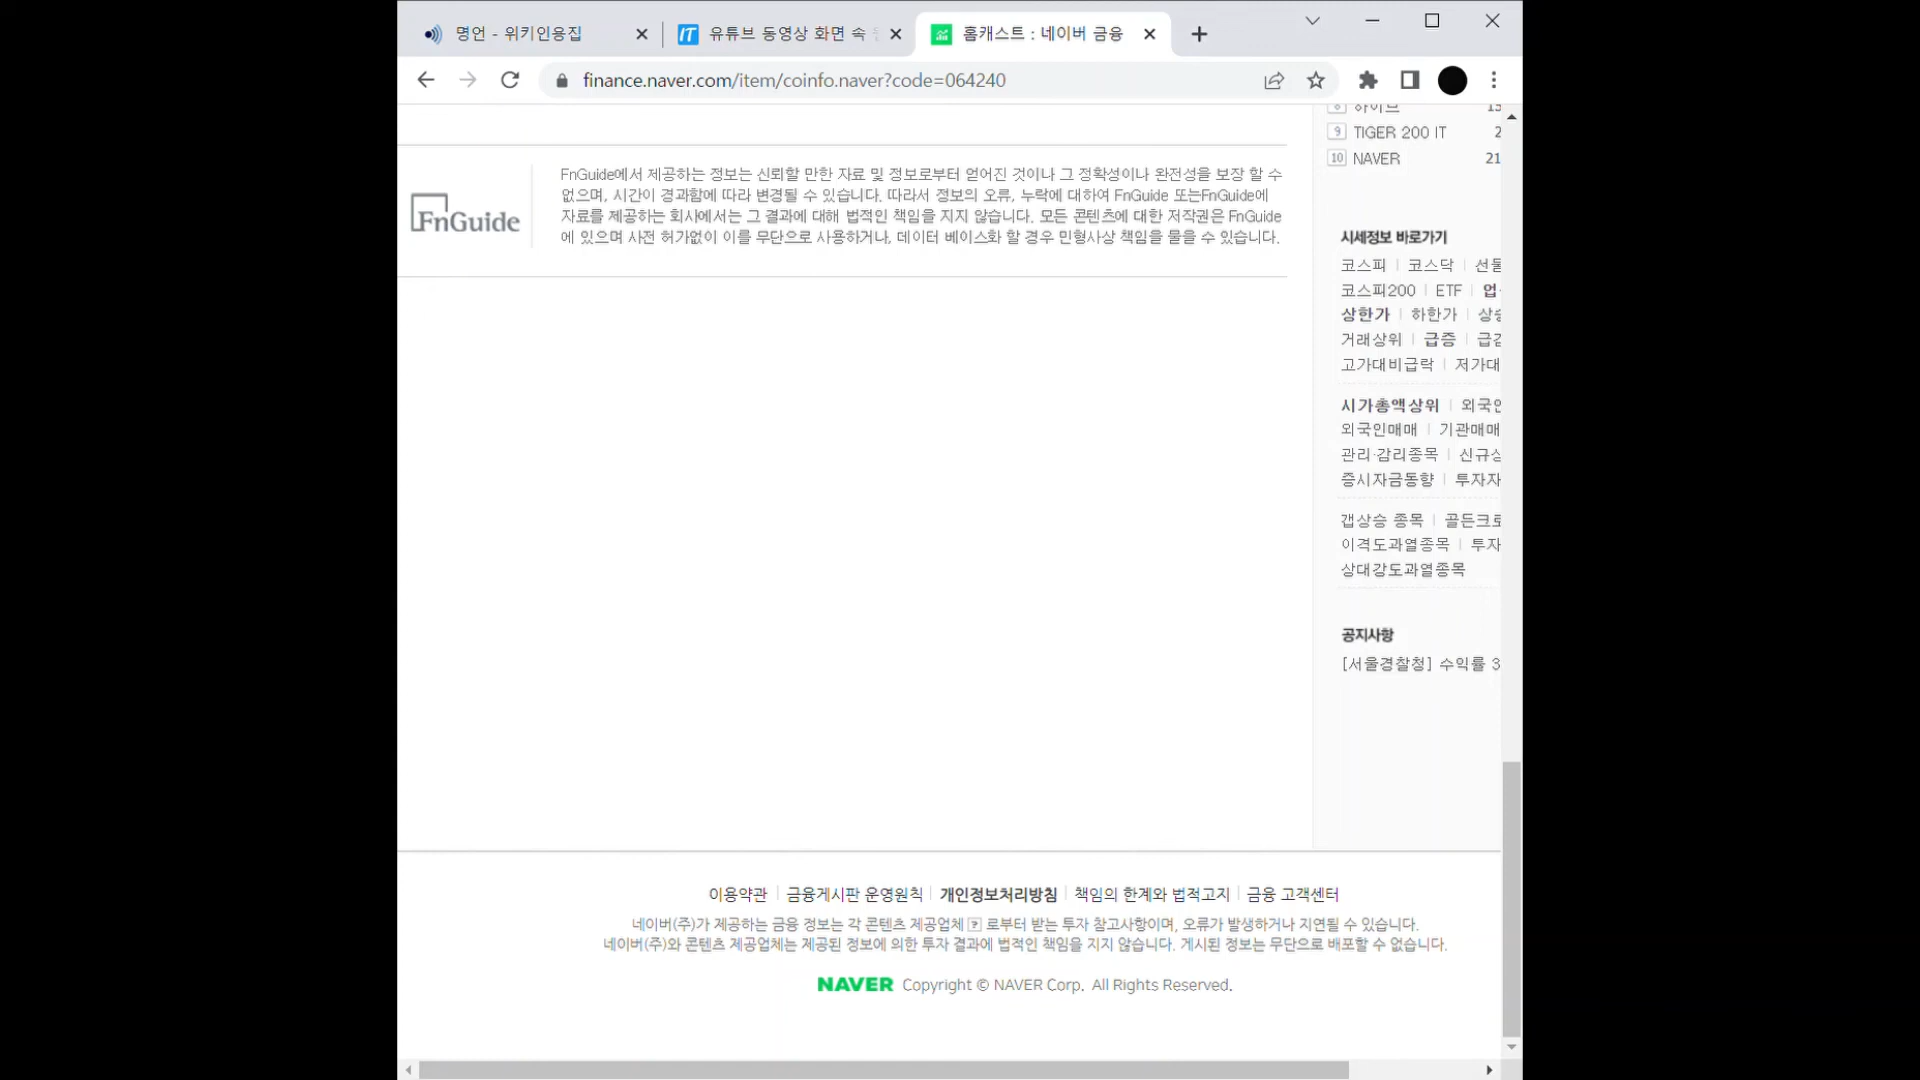 명언 - 위키인용집
유튜브 동영상 화면 속
홈캐스트 : 네이버 금융
finance.naver.com/item/coinfo.naver?code=064240
8 하이브
9 TIGER 200 IT
10 NAVER
FnGuide
FnGuide에서 제공하는 정보는 신뢰할 만한 자료 및 정보로부터 얻어진 것이나 그 정확성이나 완전성을 보장 할 수
없으며, 시간이 경과함에 따라 변경될 수 있습니다. 따라서 정보의 오류, 누락에 대하여 FnGuide 또는FnGuide에
자료를 제공하는 회사에서는 그 결과에 대해 법적인 책임을 지지 않습니다. 모든 콘텐츠에 대한 저작권은 FnGuide
에 있으며 사전 허가없이 이를 무단으로 사용하거나, 데이터 베이스화 할 경우 민형사상 책임을 물을 수 있습니다.
시세정보 바로가기
코스피 | 코스닥 | 선물
코스피200 | ETF |
상한가 | 하한가 |
거래상위 | 급증 |
고가대비급락 | 저가대
시가총액상위 | 외국인
외국인매매 | 기관매매
관리·감리종목 |
증시자금동향 | 투자자
갭상승 종목 |
이격도과열종목 | 투자
상대강도과열종목
공지사항
[서울경찰청] 수익률 3
이용약관 | 금융게시판 운영원칙 | 개인정보처리방침 | 책임의 한계와 법적고지 | 금융 고객센터
네이버(주)가 제공하는 금융 정보는 각 콘텐츠 제공업체 ? 로부터 받는 투자 참고사항이며, 오류가 발생하거나 지연될 수 있습니다.
네이버(주)와 콘텐츠 제공업체는 제공된 정보에 의한 투자 결과에 법적인 책임을 지지 않습니다. 게시된 정보는 무단으로 배포할 수 없습니다.
NAVER Copyright © NAVER Corp. All Rights Reserved.